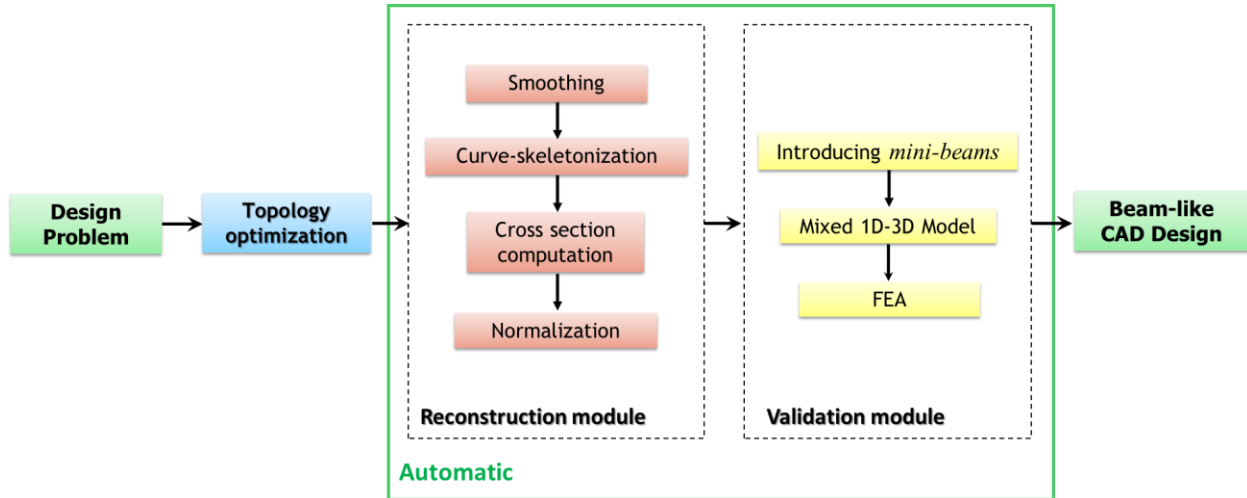 Design
Problem
Topology
optimization
Smoothing
Curve-skeletonization
Cross section
computation
Normalization
Reconstruction module
Introducing mini-beams
Mixed 1D-3D Model
FEA
Validation module
Automatic
Beam-like
CAD Design